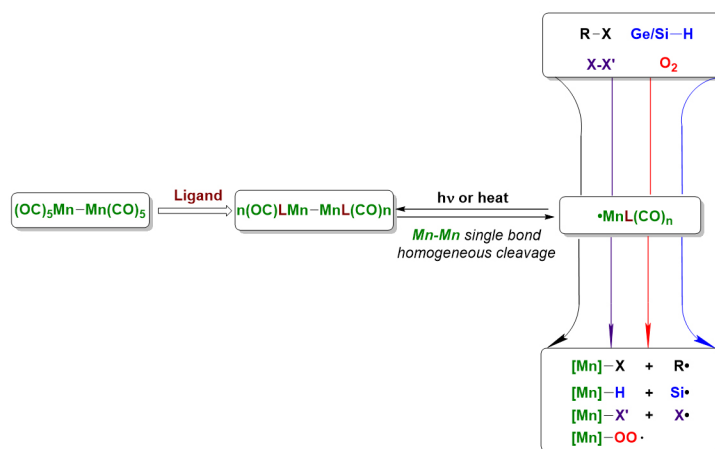 R-X Ge/Si-H
X-X' O₂
(OC)₅Mn-Mn(CO)₅
Ligand
n(OC)LMn-MnL(CO)n
hν or heat
Mn-Mn single bond
homogeneous cleavage
•MnL(CO)ₙ
[Mn]-X + R•
[Mn]-H + Si•
[Mn]-X' + X•
[Mn]-OO·